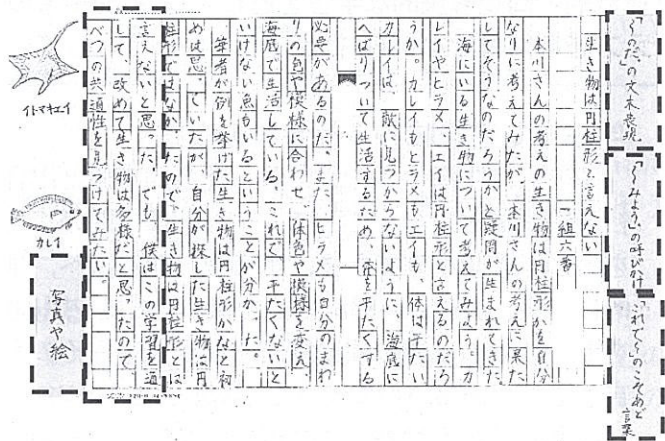 「～のだ」の文末表現
「～みよう」の呼びかけ
「これで～」のこそあど言葉
生き物は円柱形と言えない
一組六番
本川さんの考えの生き物は円柱形かを自分
なりに考えてみたが、本川さんの考えに果た
してそうなのだろうかと疑問が生まれてきた。
海にいる生き物について考えてみよう。カ
レイやヒラメ、エイは円柱形と言えるのだろ
うか。カレイもヒラメもエイも、体は平たい。
カレイは、敵に見つからないように、海底に
へばりついて生活するため、体を平たくする
必要があるのだ。また、ヒラメも自分のまわ
りの色や模様に合わせ、体色や模様を変え、
海底で生活している。これで、平たくないと
いけない魚もいるということが分かった。
筆者が例を挙げた生き物は円柱形かなと初
めは思っていたが、自分が探した生き物は円
柱形ではなかったので、生き物は円柱形とは
言えないと思った。でも、僕はこの学習を通
して、改めて生き物は多様だと思ったので
べつの共通性を見つけてみたい。
イトマキエイ
カレイ
写真や絵